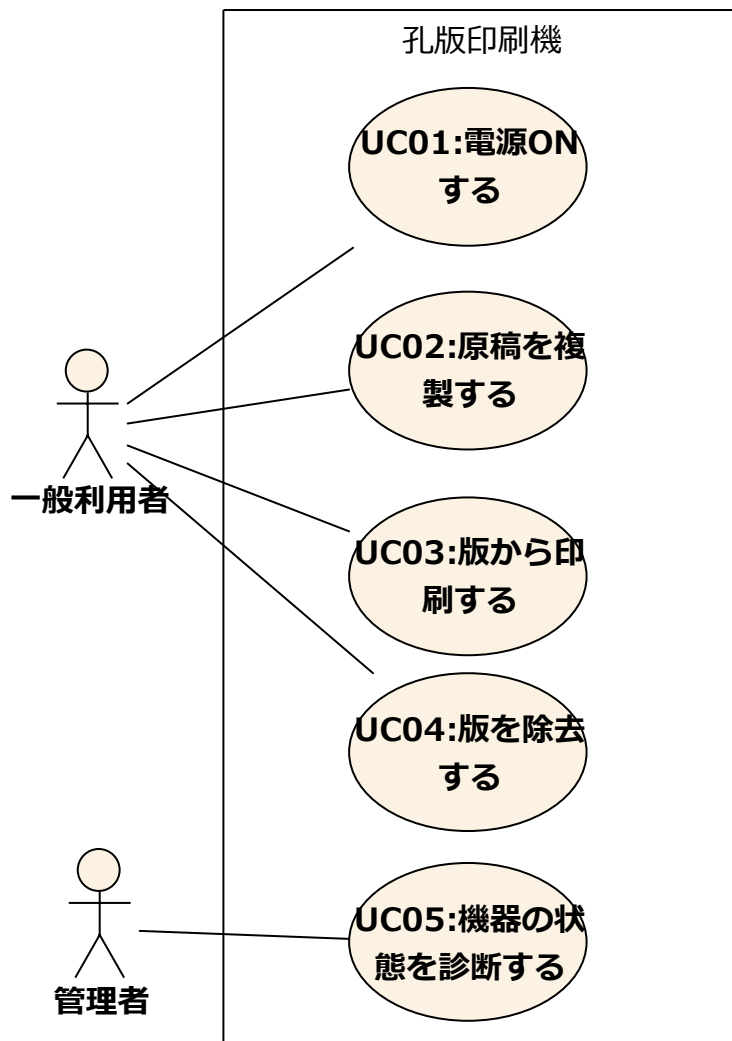 孔版印刷機
UC01:電源ON
する
UC02:原稿を複
製する
一般利用者
UC03:版から印
刷する
UC04:版を除去
する
UC05:機器の状
態を診断する
管理者